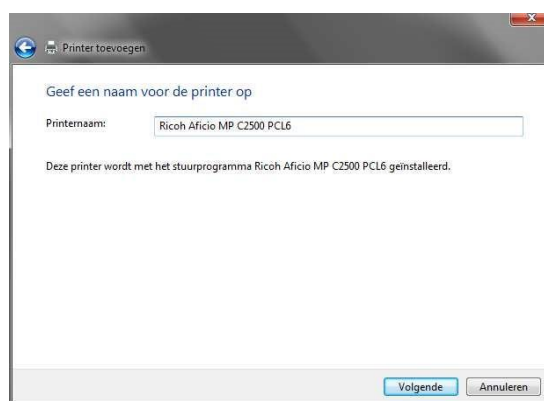 Printer toevoegen
Geef een naam voor de printer op
Printernaam: Ricoh Aficio MP C2500 PCL6
Deze printer wordt met het stuurprogramma Ricoh Aficio MP C2500 PCL6 geïnstalleerd.
Volgende Annuleren